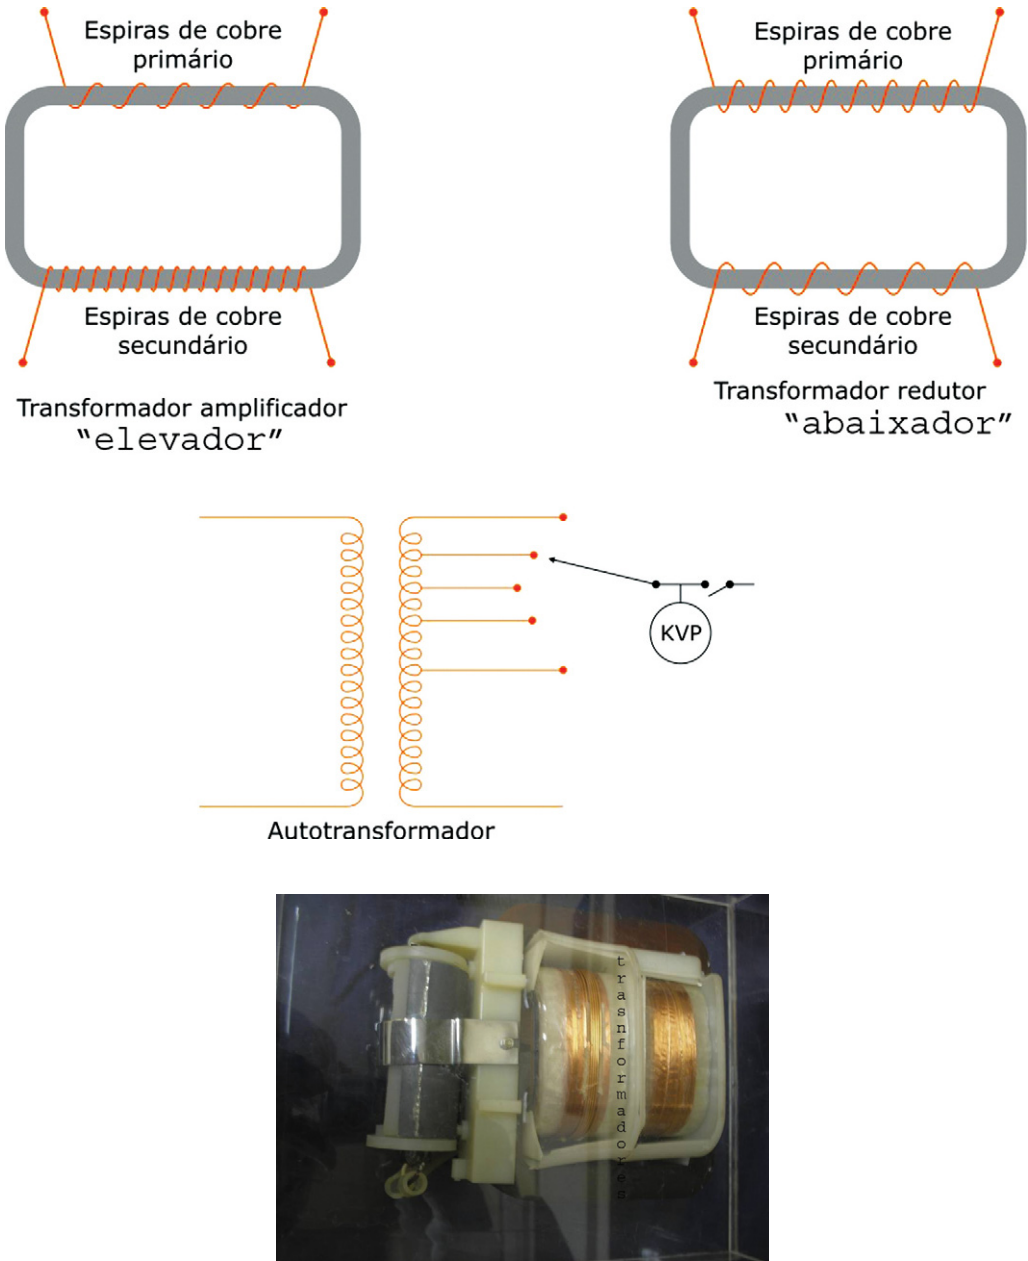 Espiras de cobre
primário
Espiras de cobre
secundário
Transformador amplificador
"elevador"
Espiras de cobre
primário
Espiras de cobre
secundário
Transformador redutor
"abaixador"
KVP
Autotransformador
trasnformadores